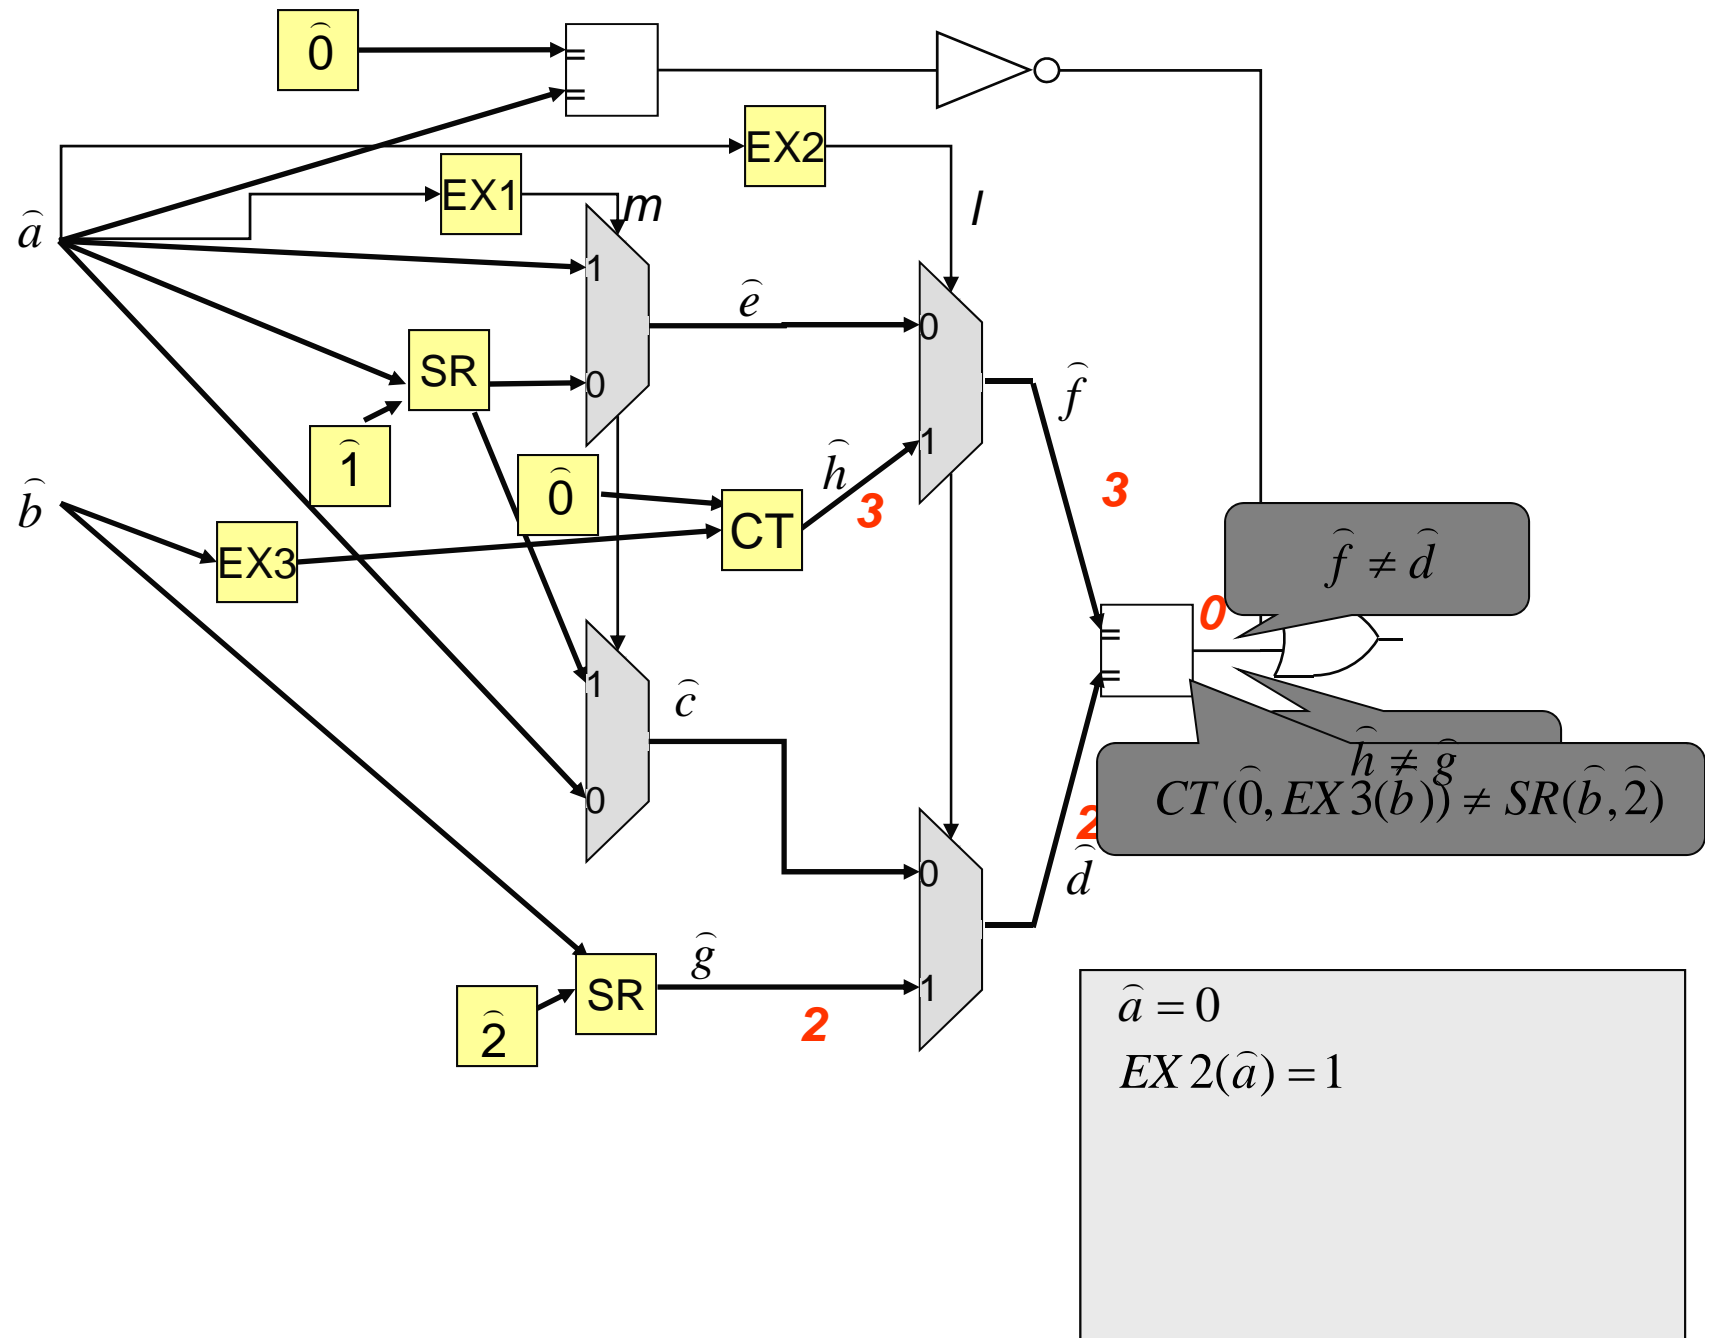 0̂
=
=
EX2
EX1
m
l
â
1
ê
0
SR
0
f̂
1̂
ĥ
1
3
b̂
0̂
3
CT
EX3
f̂ ≠ d̂
0
=
=
1
ĉ
ĥ ≠ ĝ
CT(0̂, EX3(b̂)) ≠ SR(b̂, 2̂)
0
2
d̂
0
ĝ
SR
1
2̂
2
â = 0
EX2(â) = 1